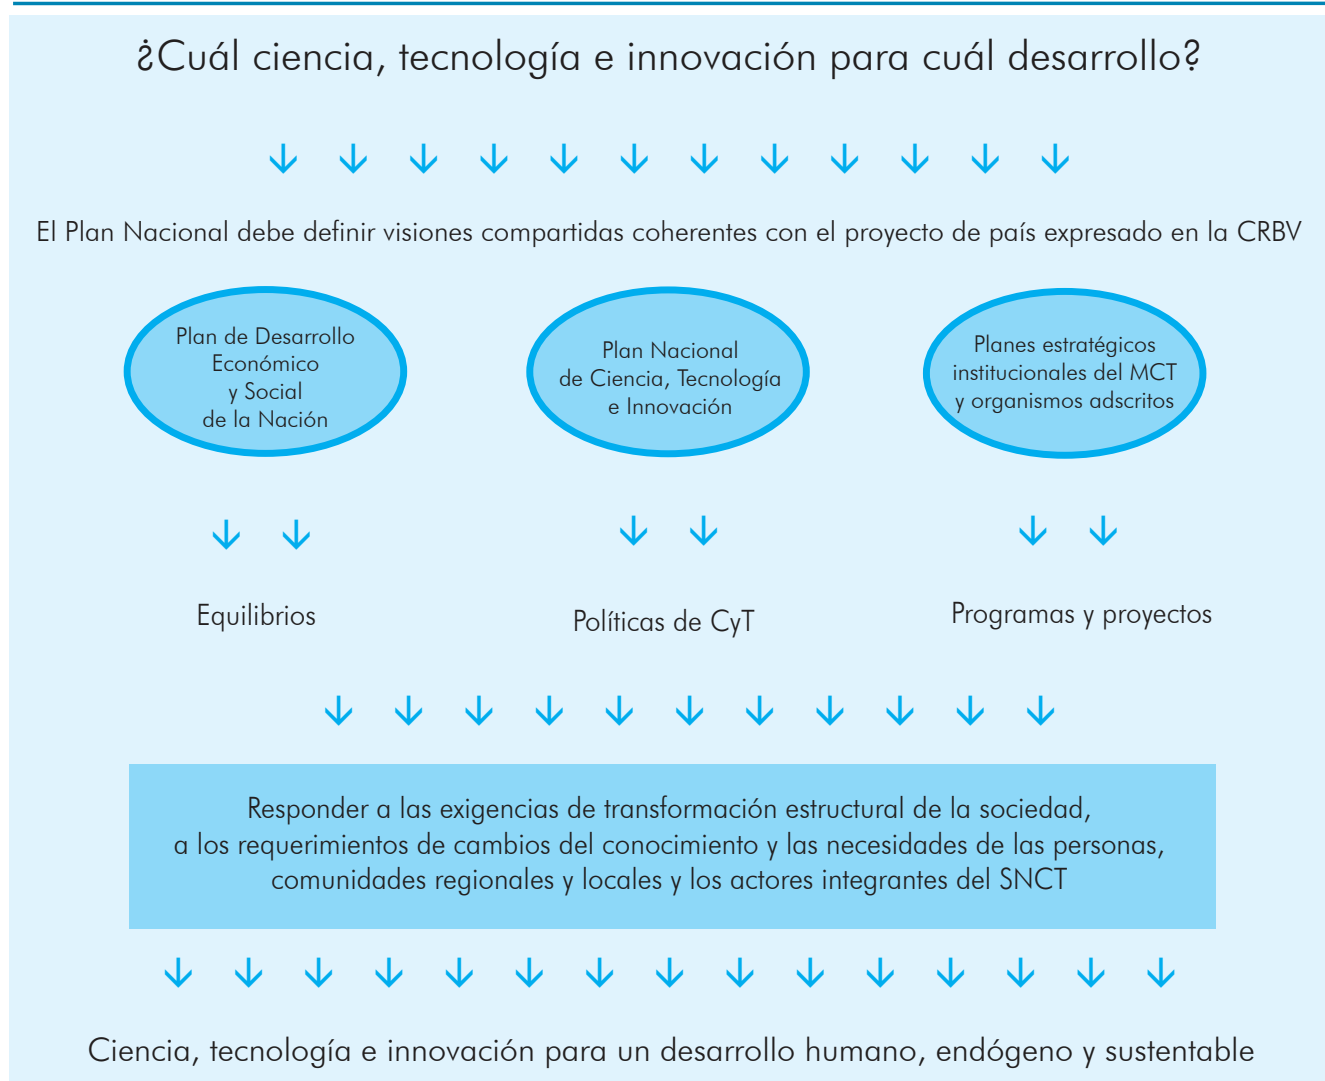 ¿Cuál ciencia, tecnología e innovación para cuál desarrollo?
El Plan Nacional debe definir visiones compartidas coherentes con el proyecto de país expresado en la CRBV
Plan de Desarrollo
Económico
y Social
de la Nación
Plan Nacional
de Ciencia, Tecnología
e Innovación
Planes estratégicos
institucionales del MCT
y organismos adscritos
Equilibrios
Políticas de CyT
Programas y proyectos
Responder a las exigencias de transformación estructural de la sociedad,
a los requerimientos de cambios del conocimiento y las necesidades de las personas,
comunidades regionales y locales y los actores integrantes del SNCT
Ciencia, tecnología e innovación para un desarrollo humano, endógeno y sustentable